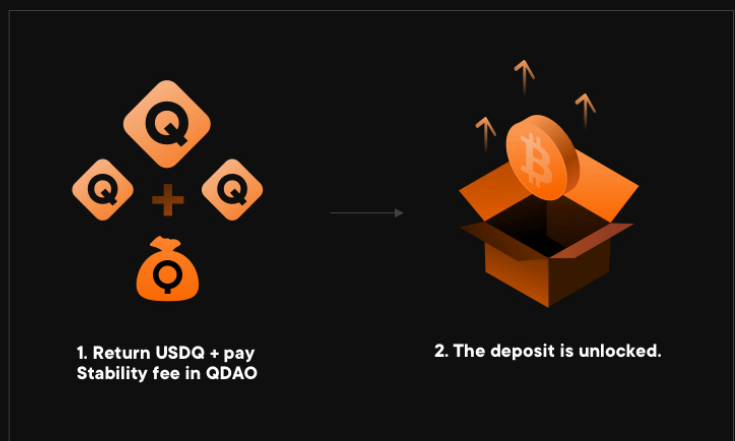 Q
Q
Q
Q
1. Return USDQ + pay
Stability fee in QDAO
2. The deposit is unlocked.